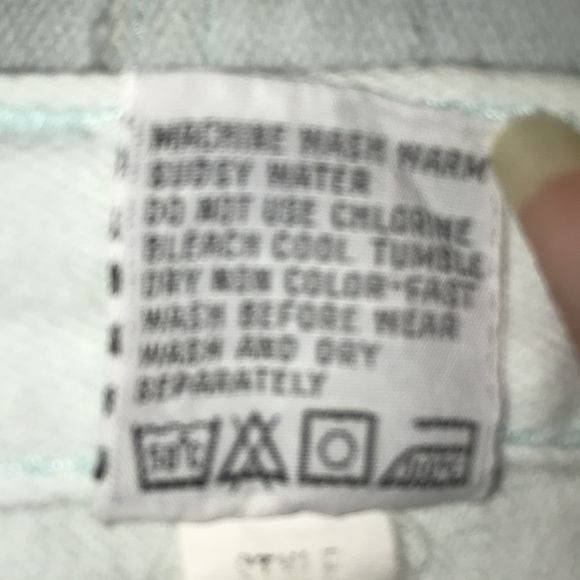 MACHINE WASH WARM
SUDSY WATER
DO NOT USE CHLORINE
BLEACH COOL TUMBLE
DRY NON COLOR-FAST
WASH BEFORE WEAR
WASH AND DRY
SEPARATELY